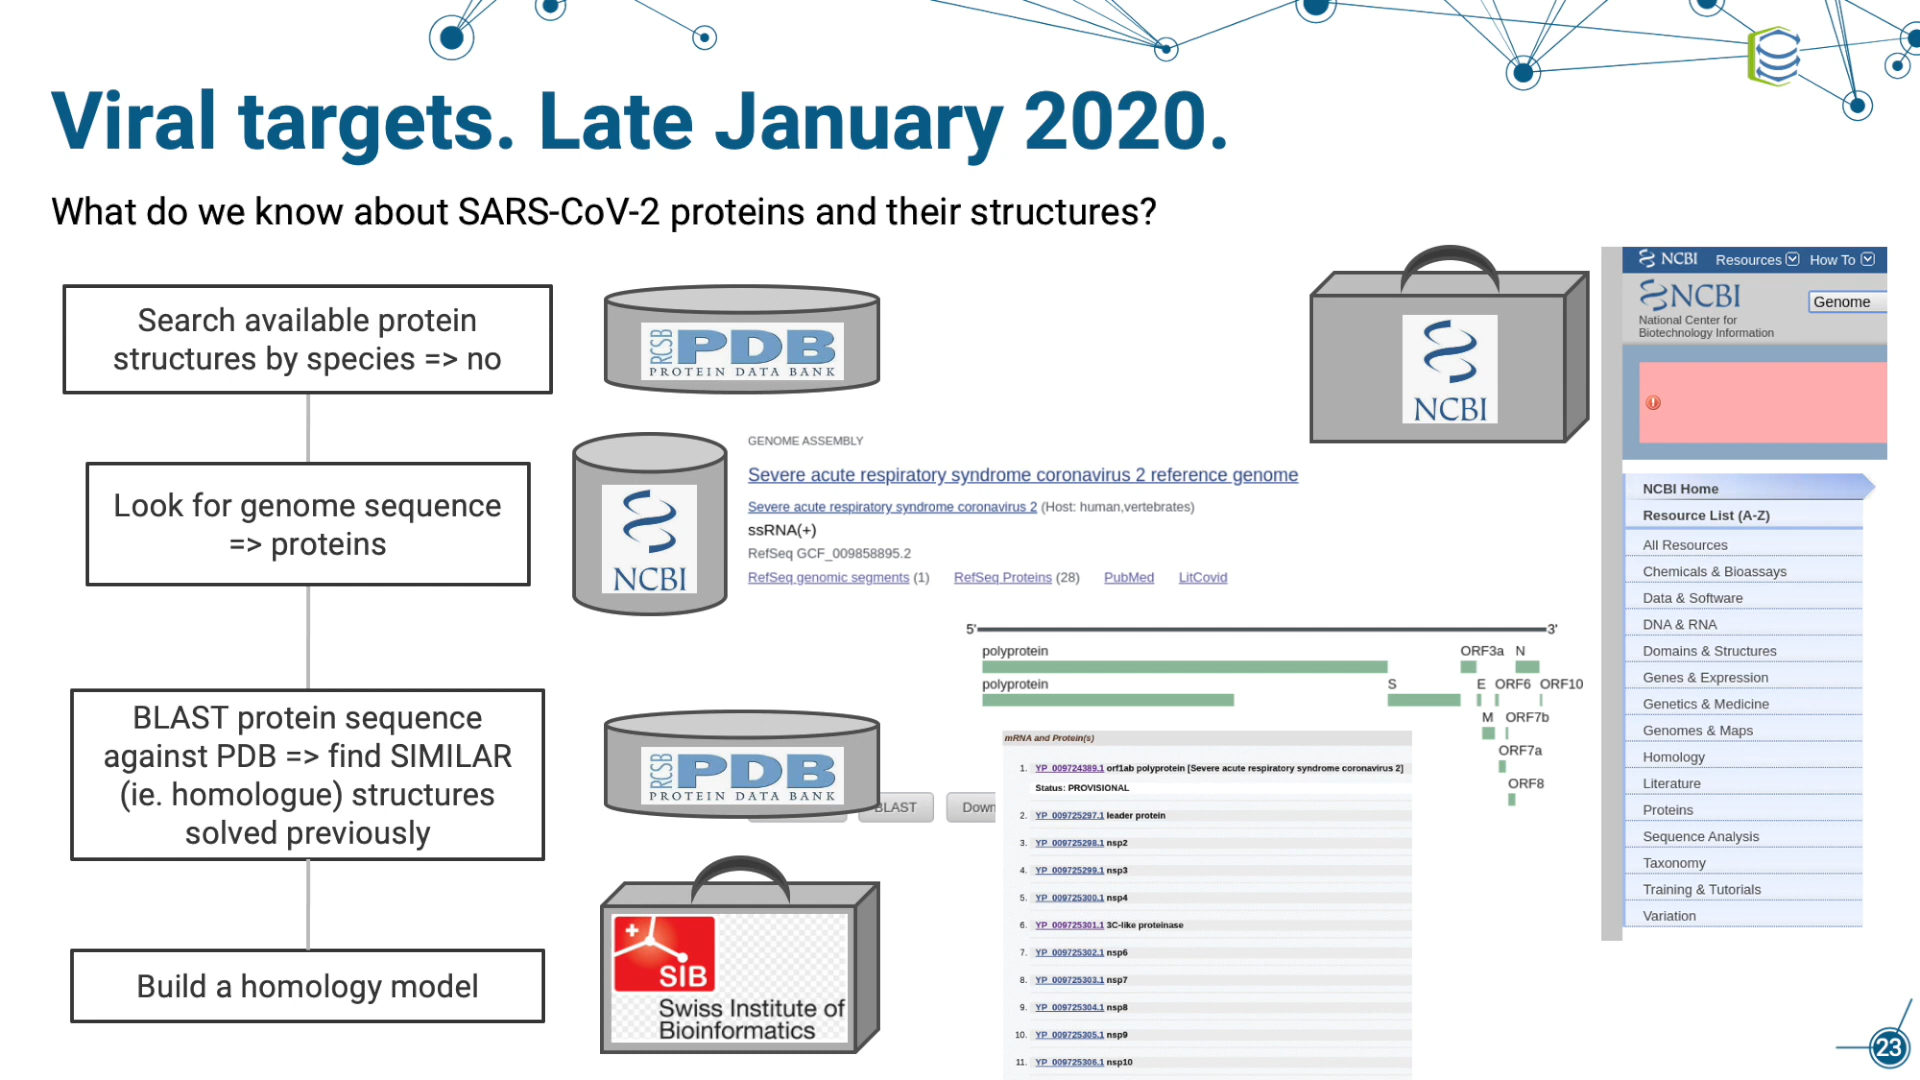 Viral targets. Late January 2020.
What do we know about SARS-CoV-2 proteins and their structures?
Search available protein
structures by species => no
RCSB
PDB
PROTEIN DATA BANK
NCBI
NCBI Resources How To
NCBI
National Center for
Biotechnology Information
Genome
Look for genome sequence
=> proteins
NCBI
GENOME ASSEMBLY
Severe acute respiratory syndrome coronavirus 2 reference genome
Severe acute respiratory syndrome coronavirus 2 (Host: human,vertebrates)
ssRNA(+)
RefSeq GCF_009858895.2
RefSeq genomic segments (1) RefSeq Proteins (28) PubMed LitCovid
5' 3'
polyprotein ORF3a N
polyprotein S E ORF6 ORF10
M ORF7b
ORF7a
ORF8
BLAST protein sequence
against PDB => find SIMILAR
(ie. homologue) structures
solved previously
RCSB
PDB
PROTEIN DATA BANK
BLAST Down
mRNA and Protein(s)
1. YP_009724389.1 orf1ab polyprotein [Severe acute respiratory syndrome coronavirus 2]
Status: PROVISIONAL
2. YP_009725297.1 leader protein
3. YP_009725298.1 nsp2
4. YP_009725299.1 nsp3
5. YP_009725300.1 nsp4
6. YP_009725301.1 3C-like proteinase
7. YP_009725302.1 nsp6
8. YP_009725303.1 nsp7
9. YP_009725304.1 nsp8
10. YP_009725305.1 nsp9
11. YP_009725306.1 nsp10
Build a homology model
SIB
Swiss Institute of
Bioinformatics
NCBI Home
Resource List (A-Z)
All Resources
Chemicals & Bioassays
Data & Software
DNA & RNA
Domains & Structures
Genes & Expression
Genetics & Medicine
Genomes & Maps
Homology
Literature
Proteins
Sequence Analysis
Taxonomy
Training & Tutorials
Variation
23